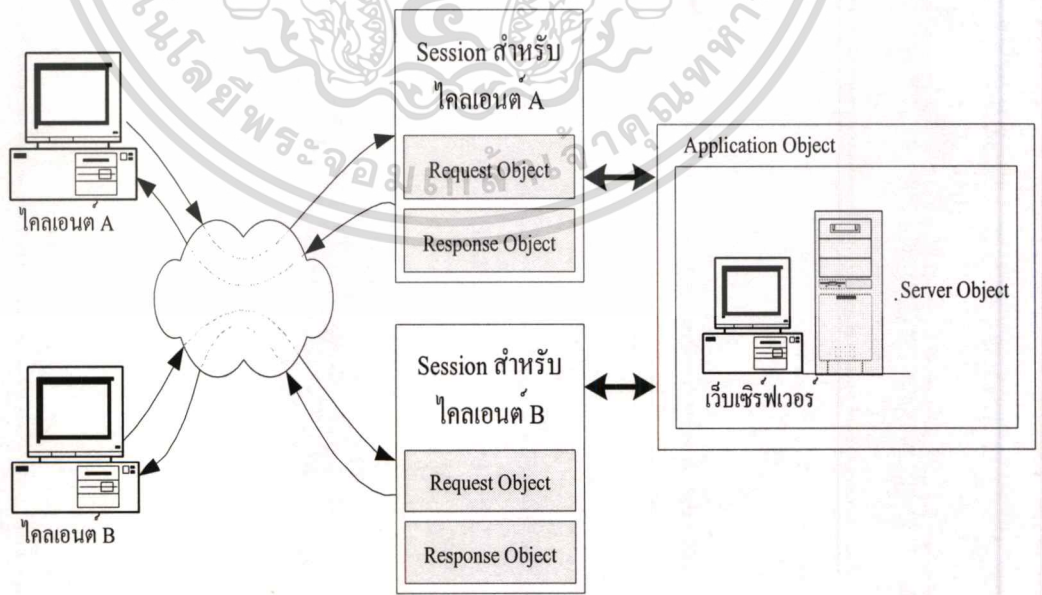 Session สำหรับ
ไคลเอนต์ A
Request Object
Response Object
ไคลเอนต์ A
Application Object
Server Object
เว็บเซิร์ฟเวอร์
Session สำหรับ
ไคลเอนต์ B
Request Object
Response Object
ไคลเอนต์ B